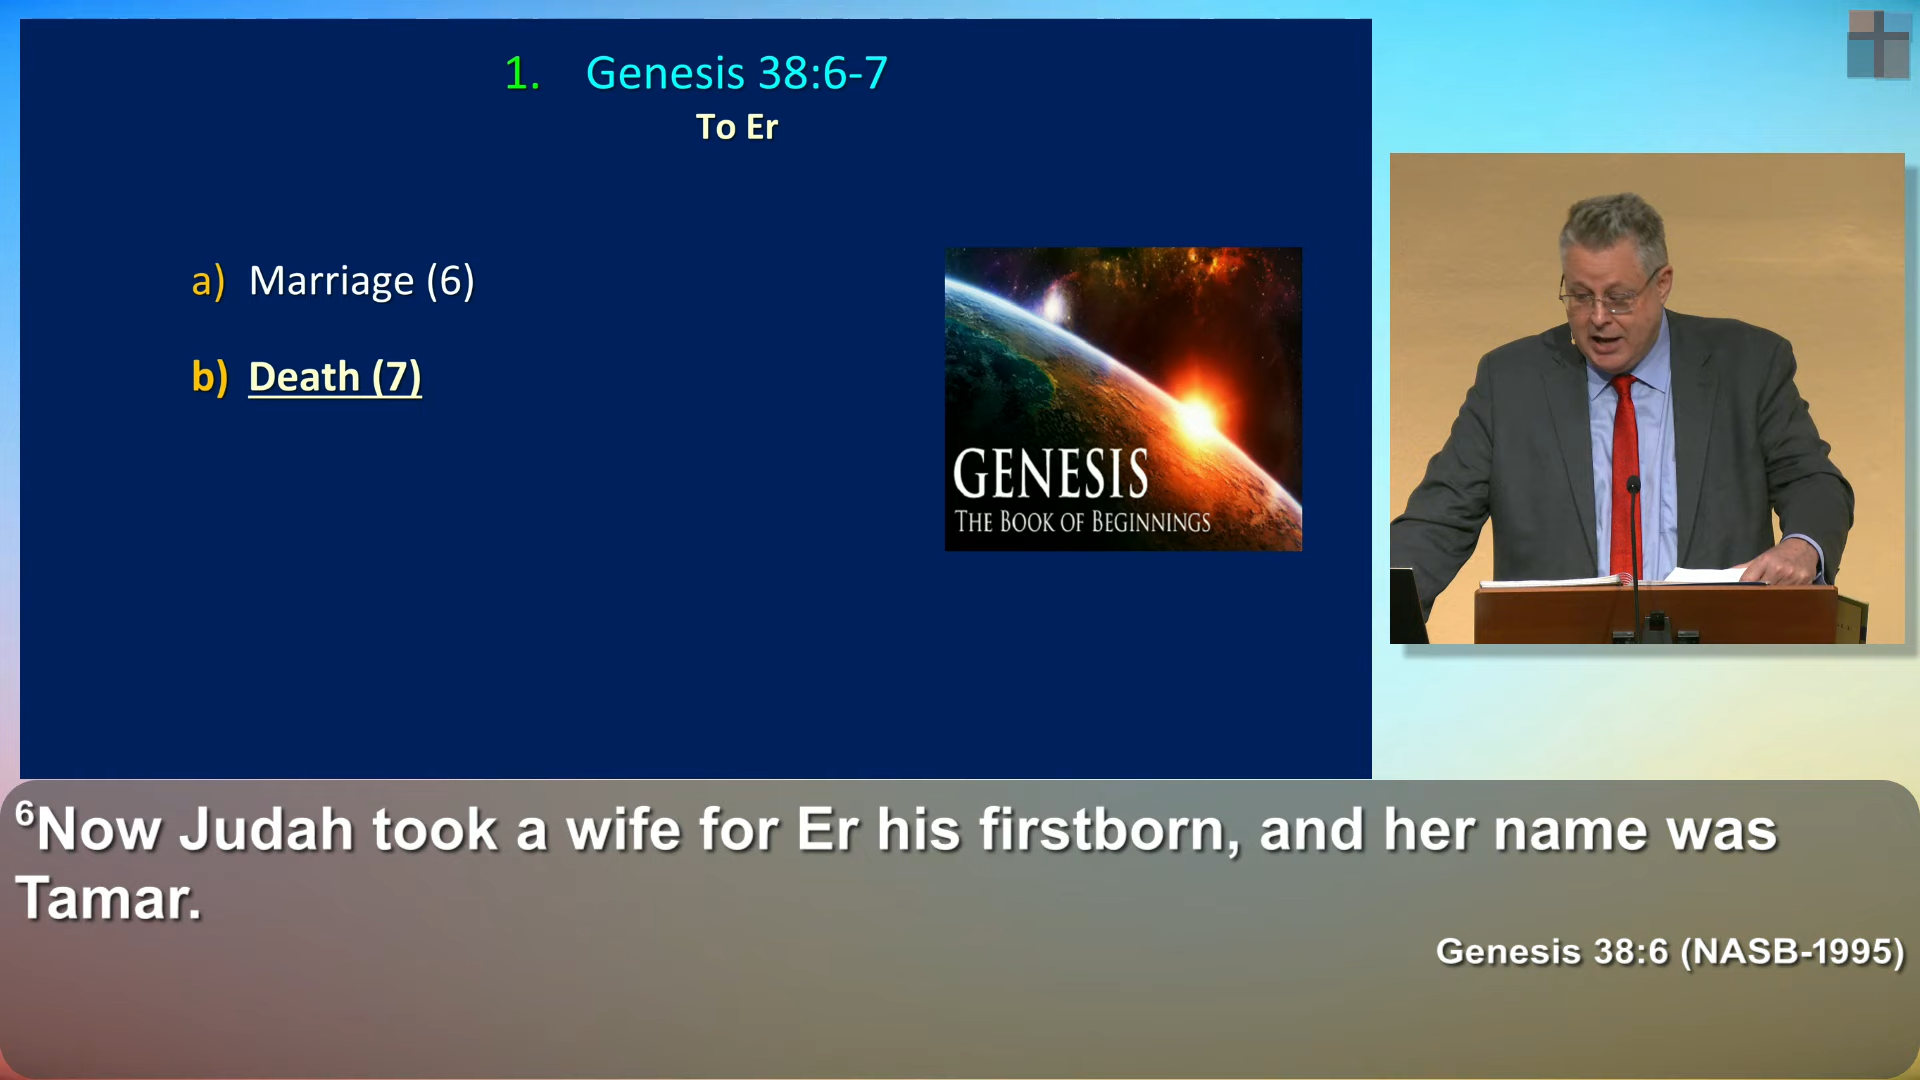 1. Genesis 38:6-7
To Er
a) Marriage (6)
b) Death (7)
GENESIS
THE BOOK OF BEGINNINGS
6Now Judah took a wife for Er his firstborn, and her name was
Tamar.
Genesis 38:6 (NASB-1995)